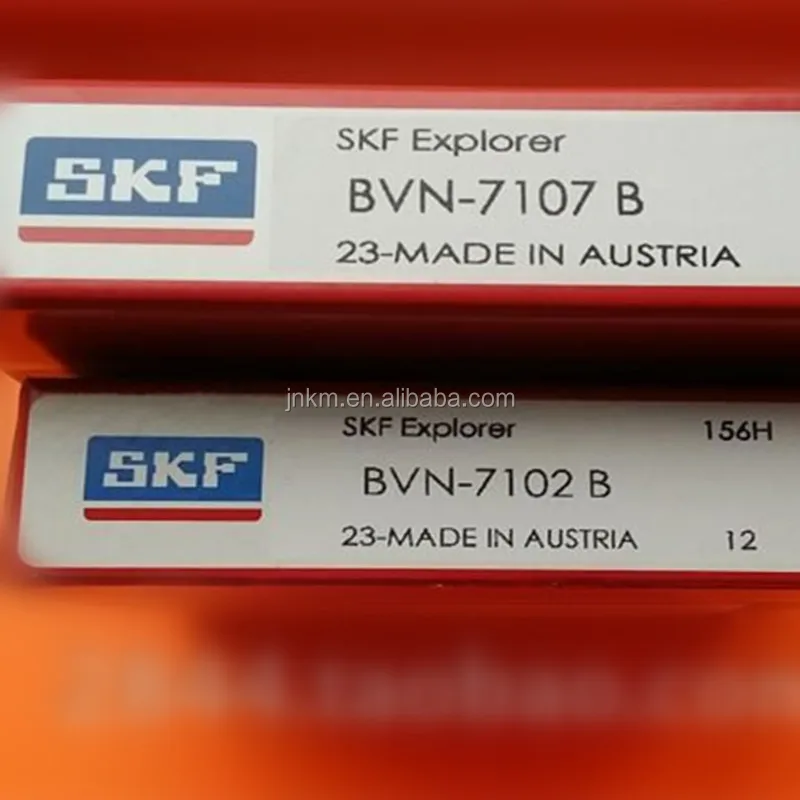 SKF
SKF Explorer
BVN-7107 B
23-MADE IN AUSTRIA
jnkm.en.alibaba.com
SKF
SKF Explorer 156H
BVN-7102 B
23-MADE IN AUSTRIA 12